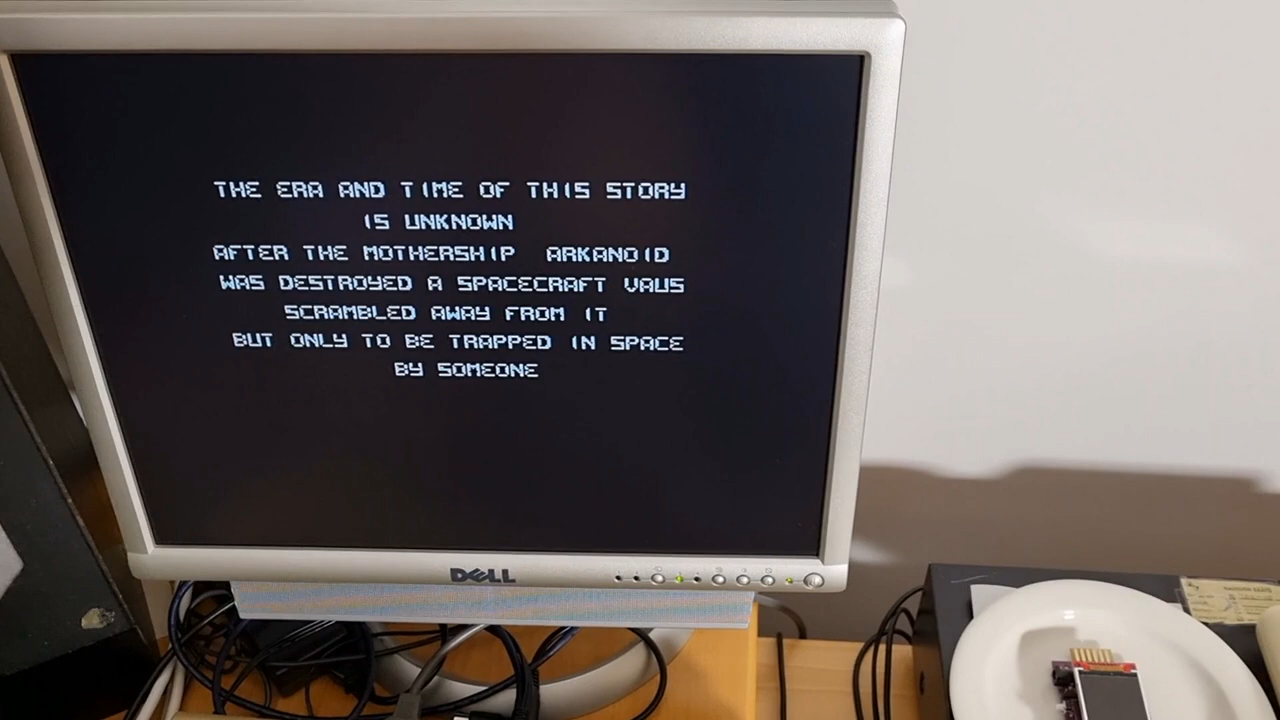 THE ERA AND TIME OF THIS STORY
IS UNKNOWN
AFTER THE MOTHERSHIP ARKANOID
WAS DESTROYED A SPACECRAFT VAUS
SCRAMBLED AWAY FROM IT
BUT ONLY TO BE TRAPPED IN SPACE
BY SOMEONE
DELL